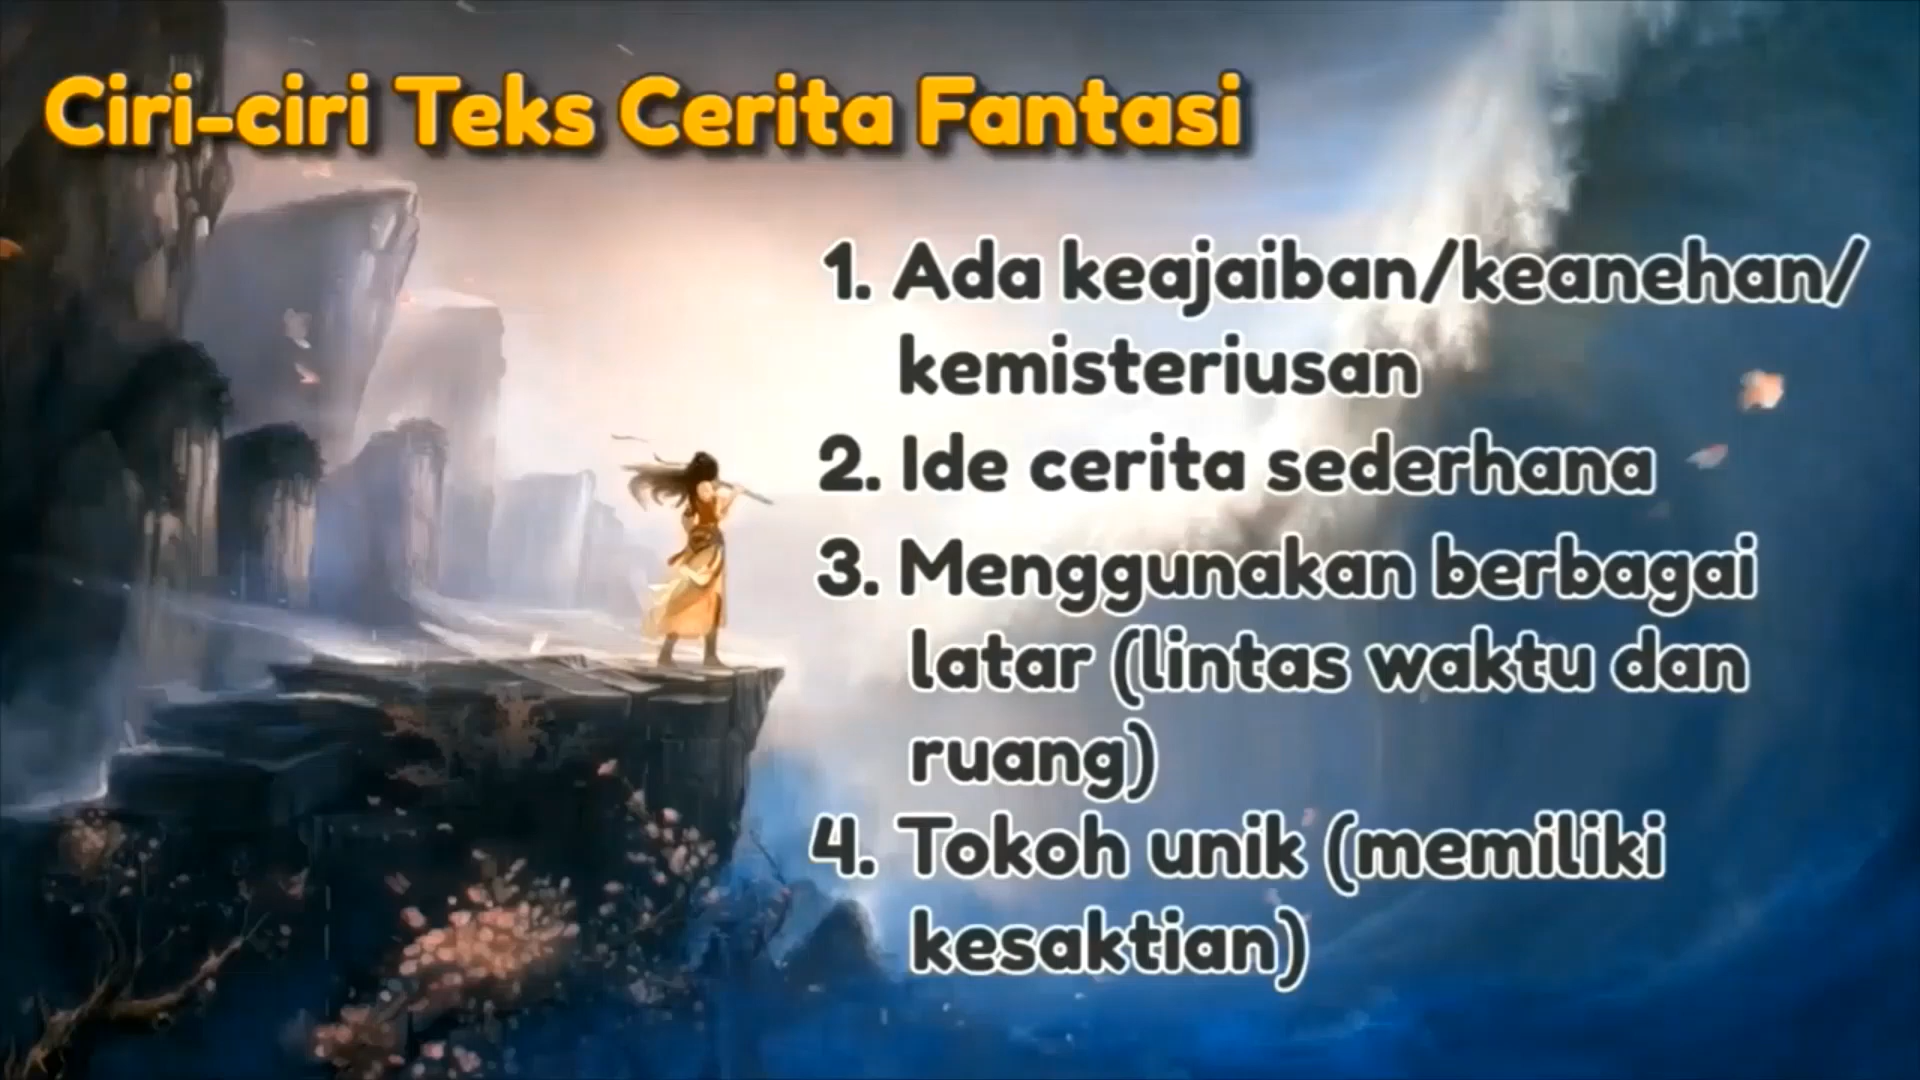 Ciri-ciri Teks Cerita Fantasi
1. Ada keajaiban/keanehan/
kemisteriusan
2. Ide cerita sederhana
3. Menggunakan berbagai
latar (lintas waktu dan
ruang)
4. Tokoh unik (memiliki
kesaktian)